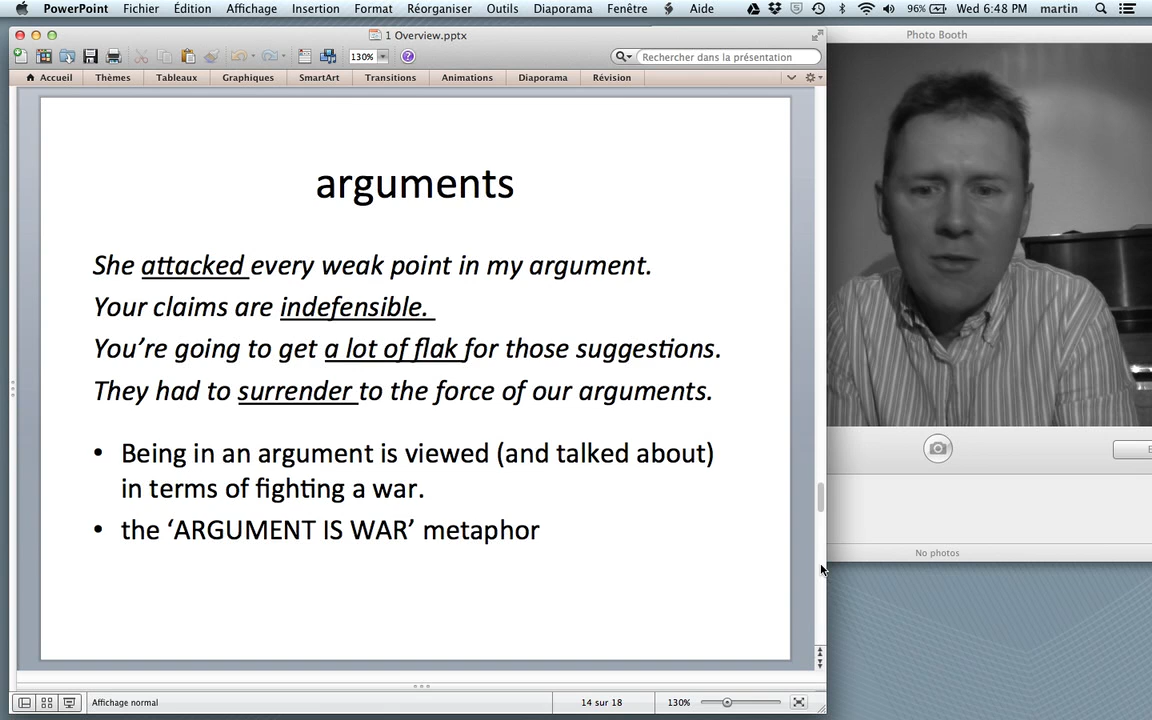 PowerPoint Fichier Édition Affichage Insertion Format Réorganiser Outils Diaporama Fenêtre Aide 5 96% Wed 6:48 PM martin
1 Overview.pptx
Photo Booth
130% ? Rechercher dans la présentation
Accueil Thèmes Tableaux Graphiques SmartArt Transitions Animations Diaporama Révision
arguments
She attacked every weak point in my argument.
Your claims are indefensible.
You’re going to get a lot of flak for those suggestions.
They had to surrender to the force of our arguments.
• Being in an argument is viewed (and talked about)
in terms of fighting a war.
• the ‘ARGUMENT IS WAR’ metaphor
No photos
Affichage normal 14 sur 18 130%